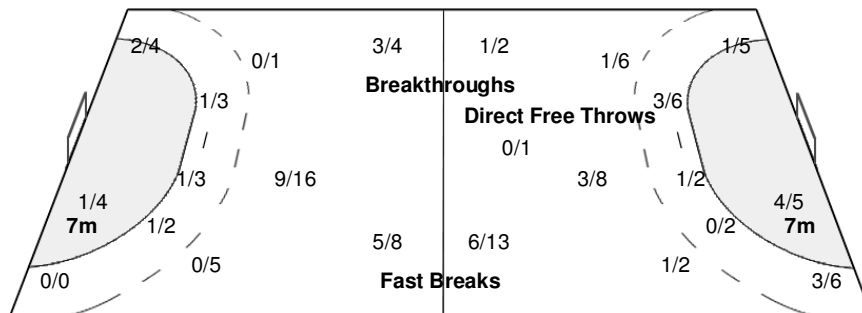 2/4 3/4 1/2 1/5
0/1 1/6
Breakthroughs
1/3 3/6
Direct Free Throws
0/1
1/3 9/16 3/8 1/2
1/4 4/5
7m 1/2 0/2 7m
5/8 6/13
0/5 1/2
0/0 Fast Breaks 3/6